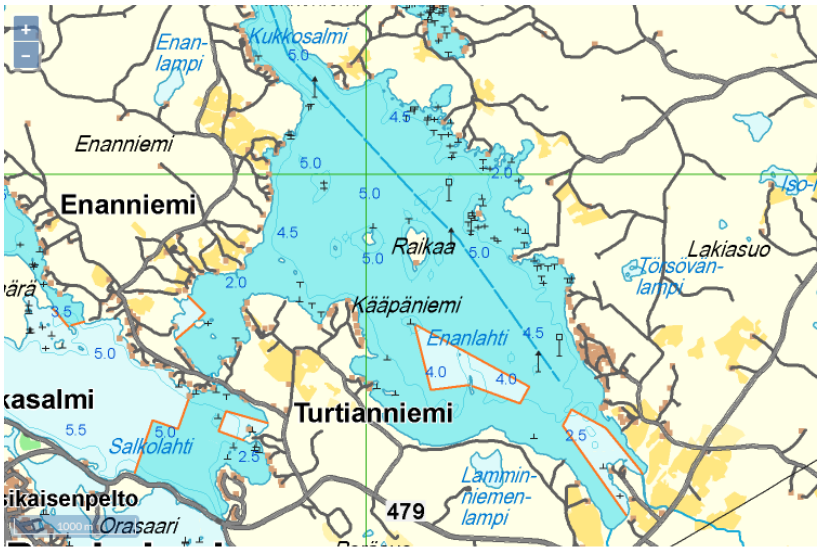 +
−
Kukkosalmi
5.0
Enan-
lampi
4.5
Enanniemi
5.0
2.0
5.0
Enanniemi
4.5
Raikaa
5.0
Lakiasuo
5.0
Törsövän-
lampi
2.0
Kääpäniemi
3.5
Enanlahti
4.5
5.0
4.0
4.0
kasalmi
Turtianniemi
5.5
5.0
2.5
Salkolahti
2.5
Lammin-
niemen-
lampi
sikaisenpelto
479
1000 m
Orasaari